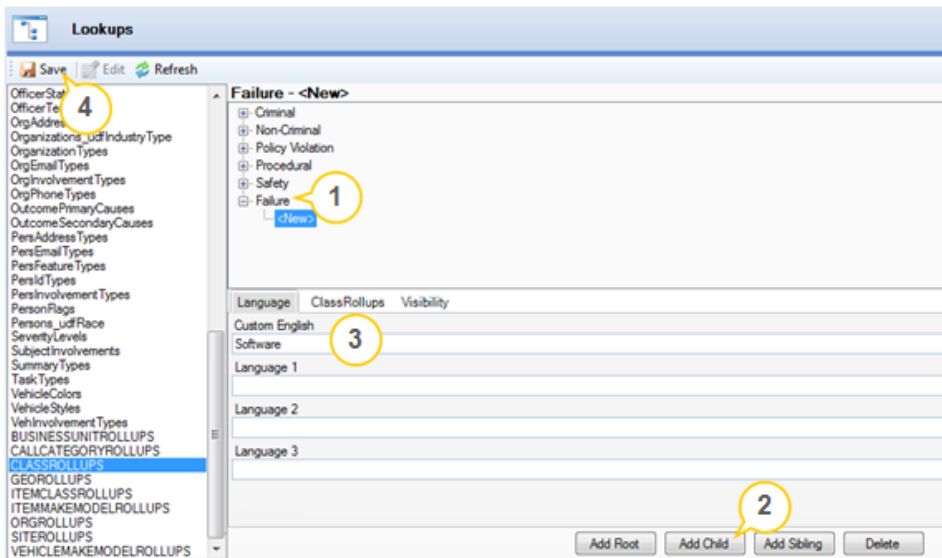 Lookups
Save Edit Refresh
OfficerStat
OfficerTe
OrgAddres
Organizations_udfIndustryType
OrganizationTypes
OrgEmailTypes
OrgInvolvementTypes
OrgPhoneTypes
OutcomePrimaryCauses
OutcomeSecondaryCauses
PersAddressTypes
PersEmailTypes
PersFeatureTypes
PersIdTypes
PersInvolvementTypes
PersonFlags
Persons_udfRace
SeverityLevels
SubjectInvolvements
SummaryTypes
TaskTypes
VehicleColors
VehicleStyles
VehInvolvementTypes
BUSINESSUNITROLLUPS
CALLCATEGORYROLLUPS
CLASSROLLUPS
GEOROLLUPS
ITEMCLASSROLLUPS
ITEMMAKEMODELROLLUPS
ORGROLLUPS
SITEROLLUPS
VEHICLEMAKEMODELROLLUPS
4
Failure - <New>
Criminal
Non-Criminal
Policy Violation
Procedural
Safety
Failure
<New>
1
Language ClassRollups Visibility
Custom English
Software
3
Language 1
Language 2
Language 3
2
Add Root Add Child Add Sibling Delete